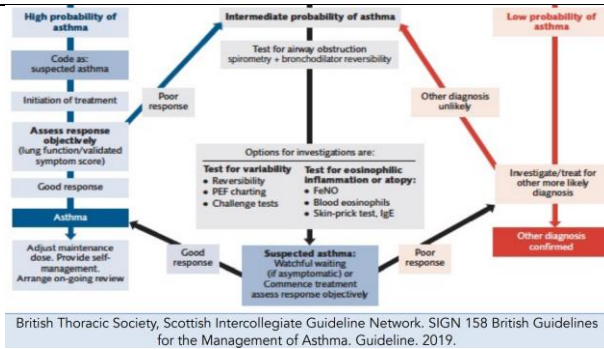 High probability of
asthma
Intermediate probability of asthma
Low probability of
asthma
Code as:
suspected asthma
Test for airway obstruction
spirometry + bronchodilator reversibility
Initiation of treatment
Poor
response
Other diagnosis
unlikely
Assess response
objectively
(lung function/validated
symptom score)
Options for investigations are:
Test for variability
• Reversibility
• PEF charting
• Challenge tests
Test for eosinophilic
inflammation or atopy:
• FeNO
• Blood eosinophils
• Skin-prick test, IgE
Investigate/treat for
other more likely
diagnosis
Good response
Asthma
Other diagnosis
confirmed
Adjust maintenance
dose. Provide self-
management.
Arrange on-going review
Good
response
Suspected asthma:
Watchful waiting
(if asymptomatic) or
Commence treatment
assess response objectively
Poor
response
British Thoracic Society, Scottish Intercollegiate Guideline Network. SIGN 158 British Guidelines
for the Management of Asthma. Guideline. 2019.